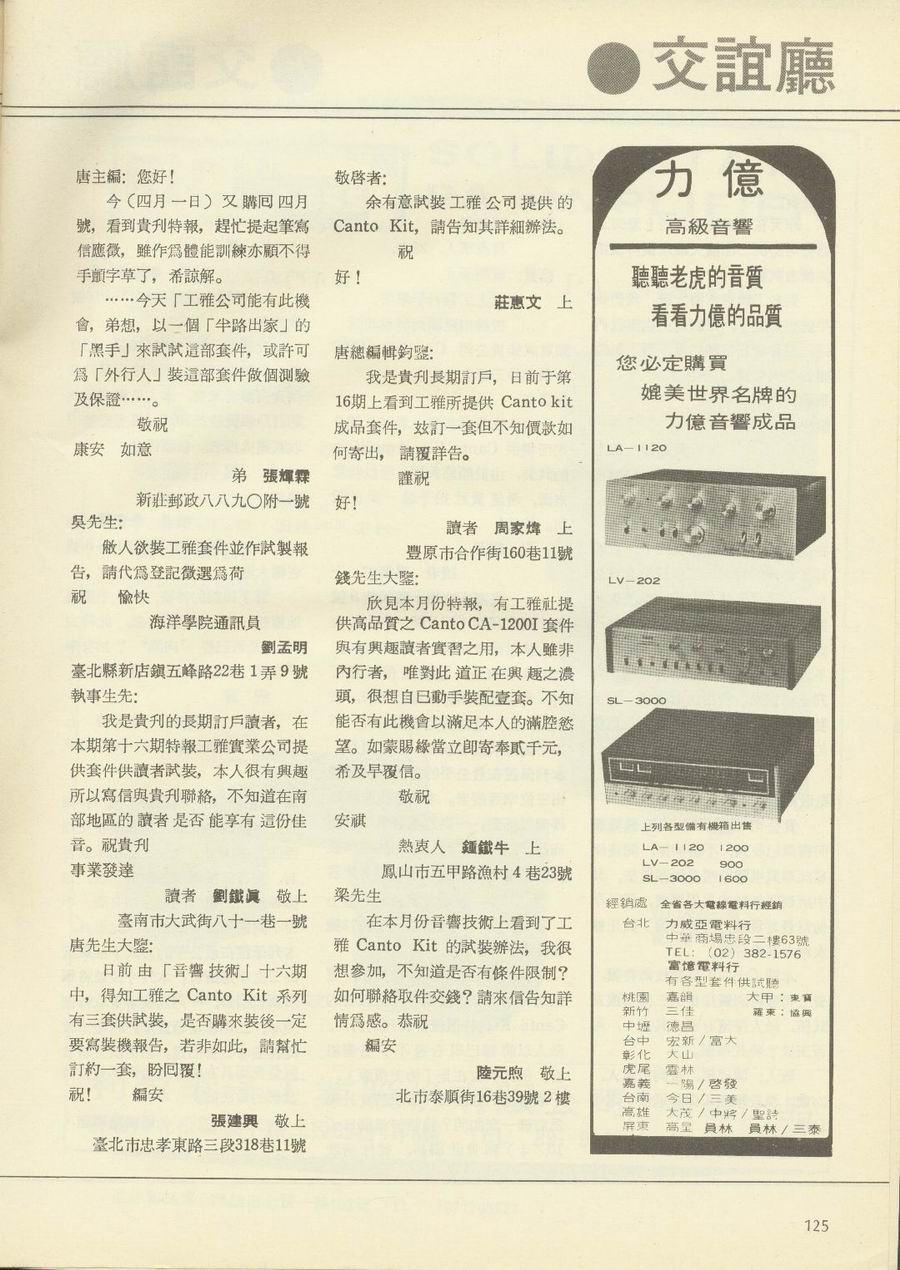 交誼廳
唐主編：您好！
今（四月一日）又購囘四月
號，看到貴刋特報，趕忙提起筆寫
信應徵，雖作爲體能訓練亦顧不得
手顫字草了，希諒解。
……今天「工雅公司能有此機
會，弟想，以一個「半路出家」的
「黑手」來試試這部套件，或許可
爲「外行人」裝這部套件做個測驗
及保證……。
敬祝
康安　如意
弟　張輝霖
新莊郵政八八九〇附一號
吳先生：
敝人欲裝工雅套件並作試製報
告，請代爲登記徵選爲荷
祝　愉快
海洋學院通訊員
劉孟明
臺北縣新店鎭五峰路22巷1弄9號
執事生先：
我是貴刋的長期訂戶讀者，在
本期第十六期特報工雅實業公司提
供套件供讀者試裝，本人很有興趣
所以寫信與貴刋聯絡，不知道在南
部地區的讀者是否能享有這份佳
音。祝貴刋
事業發達
讀者　劉鐵眞　敬上
臺南市大武街八十一巷一號
唐先生大鑒：
日前由「音響技術」十六期
中，得知工雅之 Canto Kit 系列
有三套供試裝，是否購來裝後一定
要寫裝機報告，若非如此，請幫忙
訂約一套，盼囘覆！
祝！　編安
張建興　敬上
臺北市忠孝東路三段318巷11號
敬啓者：
余有意試裝工雅公司提供的
Canto Kit，請告知其詳細辦法。
祝
好！
莊惠文　上
唐總編輯鈞鑒：
我是貴刋長期訂戶，日前于第
16期上看到工雅所提供 Canto kit
成品套件，玆訂一套但不知價款如
何寄出，請覆詳告。
謹祝
好！
讀者　周家煒　上
豐原市合作街160巷11號
錢先生大鑒：
欣見本月份特報，有工雅社提
供高品質之 Canto CA-1200I 套件
與有興趣讀者實習之用，本人雖非
內行者，唯對此道正在興趣之濃
頭，很想自己動手裝配壹套。不知
能否有此機會以滿足本人的滿腔慾
望。如蒙賜緣當立卽寄奉貳千元，
希及早覆信。
敬祝
安祺
熱衷人　鍾鐵牛　上
鳳山市五甲路漁村4巷23號
梁先生
在本月份音響技術上看到了工
雅 Canto Kit 的試裝辦法，我很
想參加，不知道是否有條件限制？
如何聯絡取件交錢？請來信告知詳
情爲感。恭祝
編安
陸元煦　敬上
北市泰順街16巷39號2樓
力億
高級音響
聽聽老虎的音質
看看力億的品質
您必定購買
媲美世界名牌的
力億音響成品
LA—1120
LV—202
SL—3000
上列各型備有機箱出售
LA—1120　1200
LV—202　900
SL—3000　1600
經銷處　全省各大電線電料行經銷
台北　力威亞電料行
中華商場忠段二樓63號
TEL：（02）382-1576
富憶電料行
有各型套件供試聽
桃園　嘉韻　大甲：東寶
新竹　三佳　羅東：協興
中壢　德昌
台中　宏新／富大
彰化　大山
虎尾　雲林
嘉義　一陽／啓發
台南　今日／三美
高雄　大茂／中將／聖誌
屏東　高呈　員林　員林／三泰
125